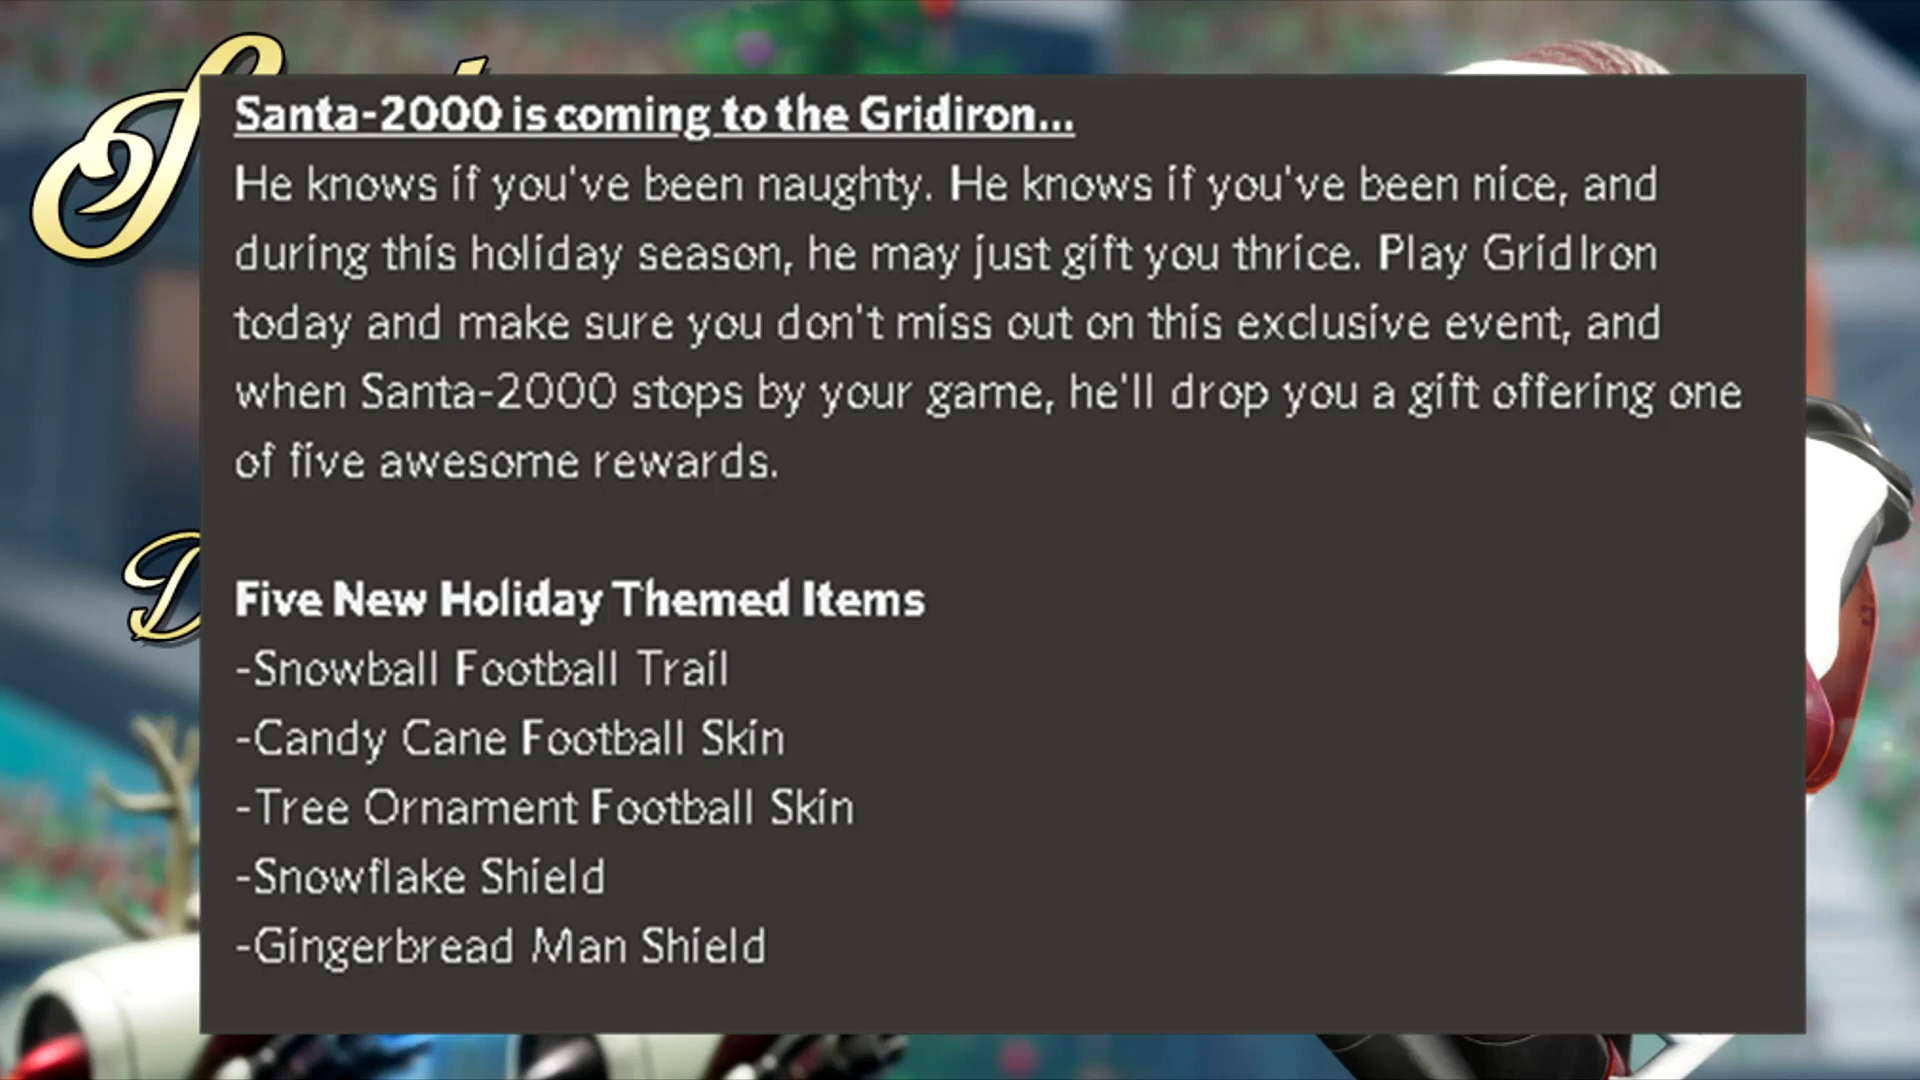 Santa-2000 is coming to the Gridiron...
He knows if you've been naughty. He knows if you've been nice, and
during this holiday season, he may just gift you thrice. Play GridIron
today and make sure you don't miss out on this exclusive event, and
when Santa-2000 stops by your game, he'll drop you a gift offering one
of five awesome rewards.
Five New Holiday Themed Items
-Snowball Football Trail
-Candy Cane Football Skin
-Tree Ornament Football Skin
-Snowflake Shield
-Gingerbread Man Shield